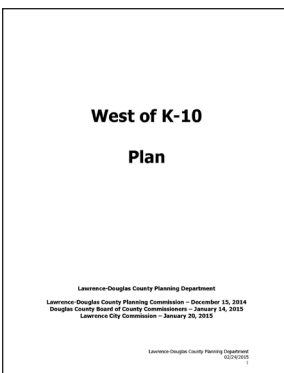 West of K-10
Plan
Lawrence-Douglas County Planning Department
Lawrence-Douglas County Planning Commission – December 15, 2014
Douglas County Board of County Commissioners – January 14, 2015
Lawrence City Commission – January 20, 2015
Lawrence-Douglas County Planning Department
02/24/2015